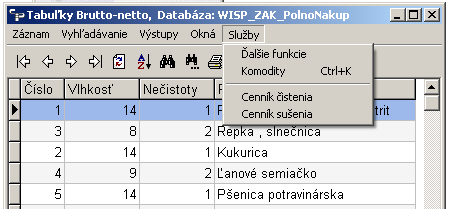 Tabuľky Brutto-netto, Databáza: WISP_ZAK_PolnoNakup
Záznam Vyhľadávanie Výstupy Okná Služby
Ďalšie funkcie
Komodity Ctrl+K
Cenník čistenia
Cenník sušenia
Číslo Vlhkosť Nečistoty
1 14 1 trit
3 8 2 Repka , slnečnica
2 14 1 Kukurica
4 9 2 Ľanové semiačko
5 14 1 Pšenica potravinárska